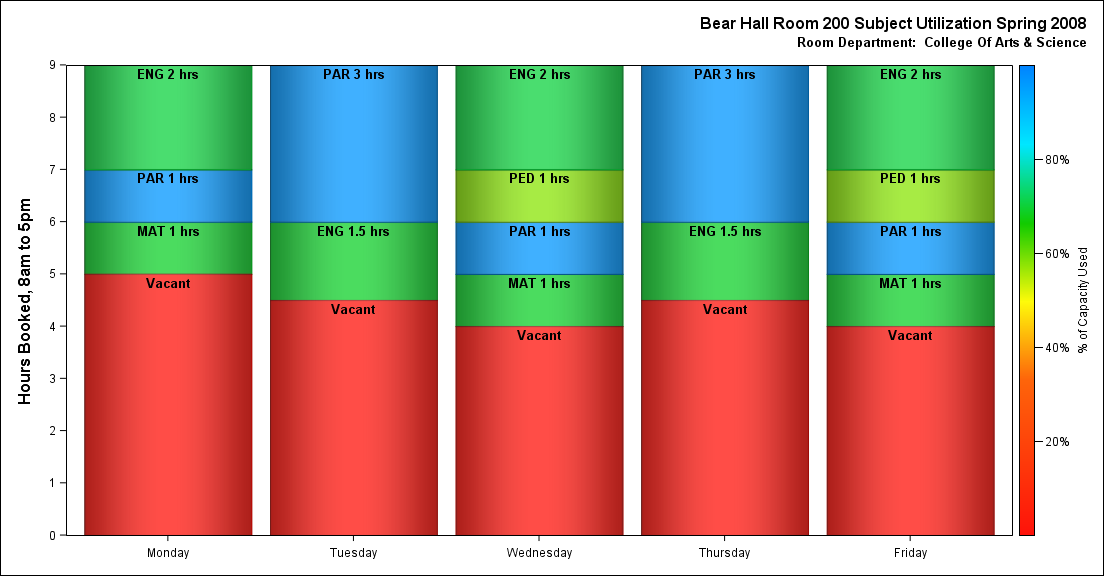 Bear Hall Room 200 Subject Utilization Spring 2008
Room Department:  College Of Arts & Science
Hours Booked, 8am to 5pm
9
8
7
6
5
4
3
2
1
0
ENG 2 hrs
PAR 1 hrs
MAT 1 hrs
Vacant
PAR 3 hrs
ENG 1.5 hrs
Vacant
ENG 2 hrs
PED 1 hrs
PAR 1 hrs
MAT 1 hrs
Vacant
PAR 3 hrs
ENG 1.5 hrs
Vacant
ENG 2 hrs
PED 1 hrs
PAR 1 hrs
MAT 1 hrs
Vacant
Monday
Tuesday
Wednesday
Thursday
Friday
80%
60%
40%
20%
% of Capacity Used